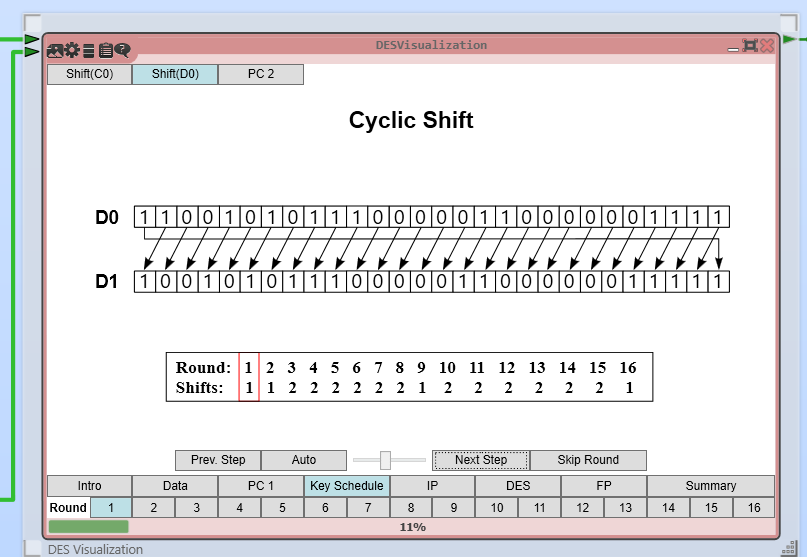 DESVisualization
Shift(C0) Shift(D0) PC 2
Cyclic Shift
D0 1 1 0 0 1 0 1 0 1 1 1 0 0 0 0 0 1 1 0 0 0 0 0 0 1 1 1 1
D1 1 0 0 1 0 1 0 1 1 1 0 0 0 0 0 1 1 0 0 0 0 0 0 1 1 1 1 1
Round: 1 2 3 4 5 6 7 8 9 10 11 12 13 14 15 16
Shifts: 1 1 2 2 2 2 2 2 1 2 2 2 2 2 2 1
Prev. Step Auto Next Step Skip Round
Intro Data PC 1 Key Schedule IP DES FP Summary
Round 1 2 3 4 5 6 7 8 9 10 11 12 13 14 15 16
11%
DES Visualization